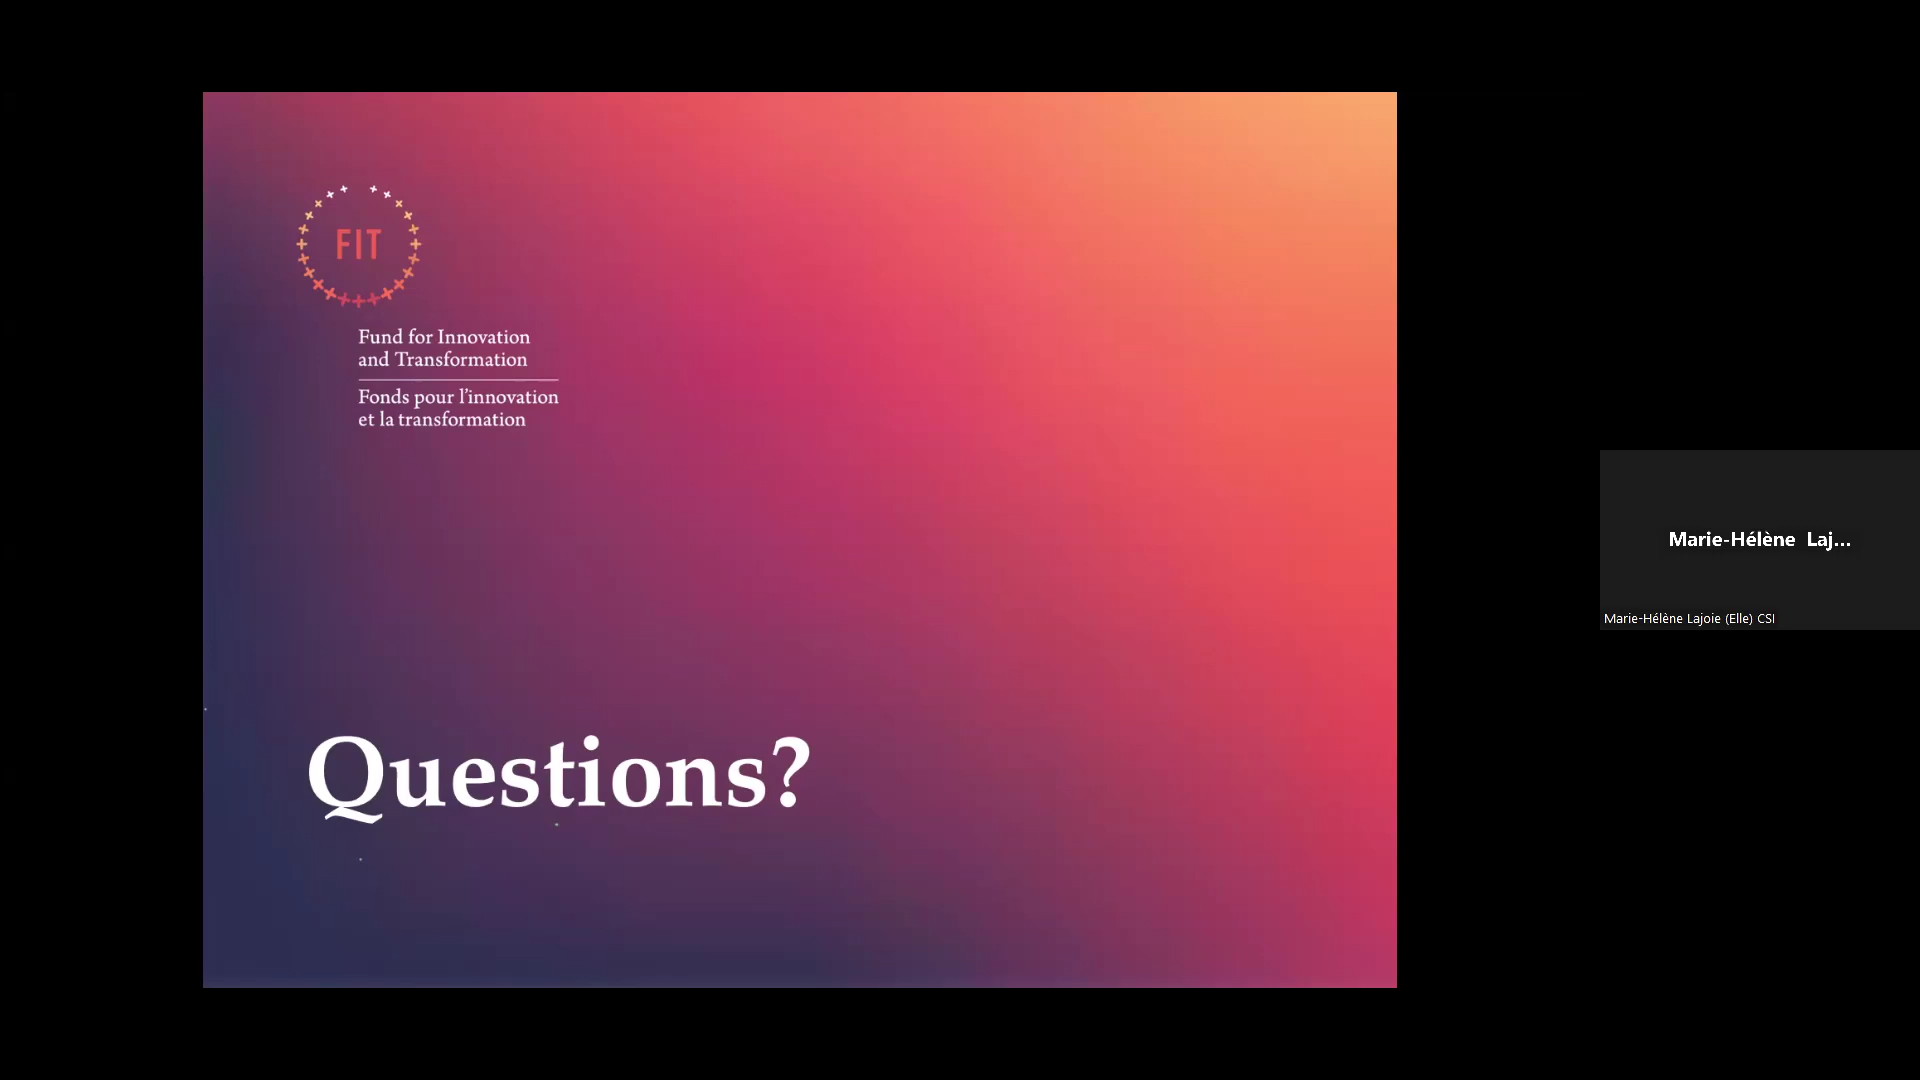 FIT
Fund for Innovation
and Transformation
Fonds pour l’innovation
et la transformation
Questions?
Marie-Hélène Laj...
Marie-Hélène Lajoie (Elle) CSI